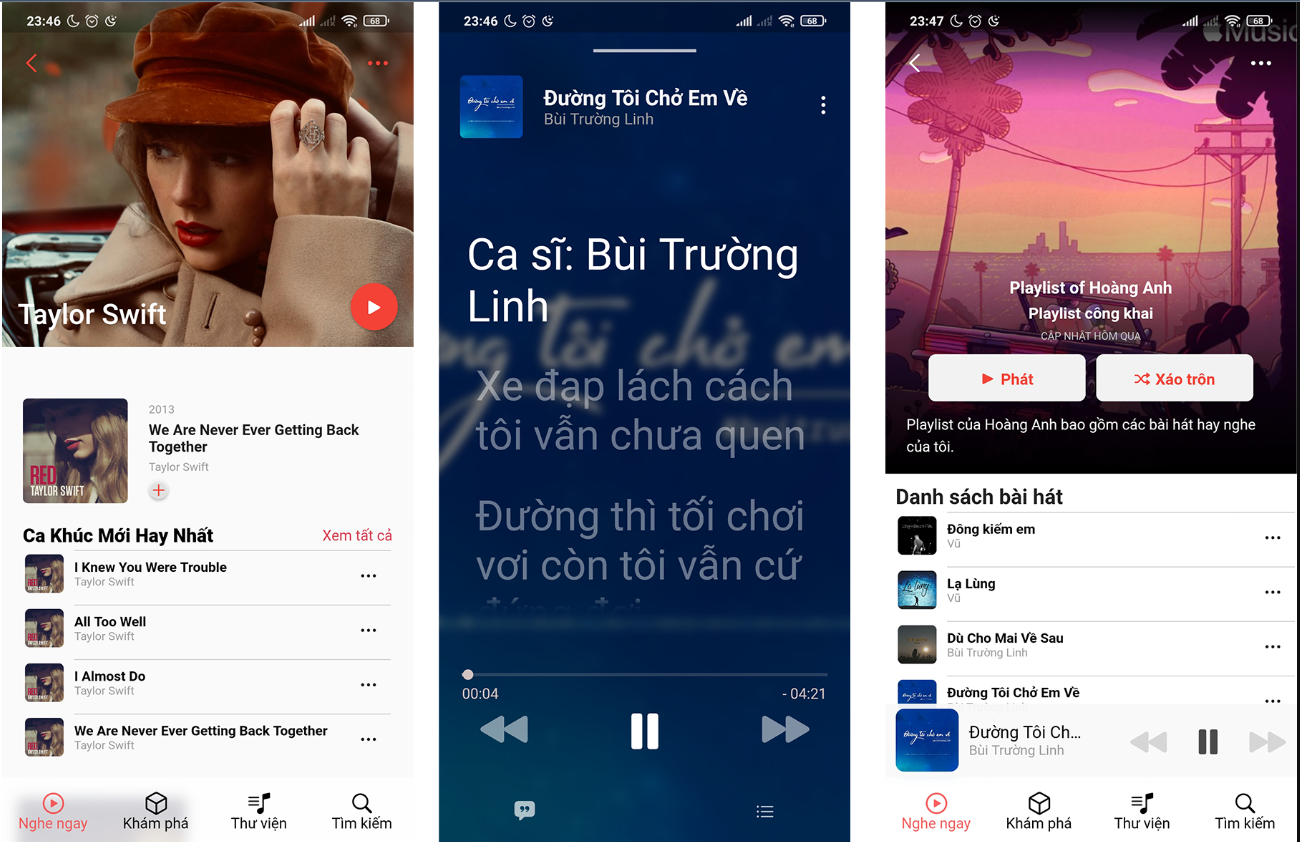 23:46
68
Taylor Swift
2013
We Are Never Ever Getting Back
Together
Taylor Swift
RED
TAYLOR SWIFT
Ca Khúc Mới Hay Nhất
Xem tất cả
I Knew You Were Trouble
Taylor Swift
All Too Well
Taylor Swift
I Almost Do
Taylor Swift
We Are Never Ever Getting Back Together
Taylor Swift
Nghe ngay
Khám phá
Thư viện
Tìm kiếm
23:46
68
Đường tôi chở em về
Đường Tôi Chở Em Về
Bùi Trường Linh
Ca sĩ: Bùi Trường
Linh
Xe đạp lách cách
tôi vẫn chưa quen
Đường thì tối chơi
vơi còn tôi vẫn cứ
đứng đợi
00:04
- 04:21
23:47
68
Music
Playlist of Hoàng Anh
Playlist công khai
CẬP NHẬT HÔM QUA
Phát
Xáo trôn
Playlist của Hoàng Anh bao gồm các bài hát hay nghe
của tôi.
Danh sách bài hát
Đông kiếm em
Vũ
Lạ Lùng
Vũ
Dù Cho Mai Về Sau
Bùi Trường Linh
Đường Tôi Chở Em Về
Đường Tôi Ch...
Bùi Trường Linh
Nghe ngay
Khám phá
Thư viện
Tìm kiếm